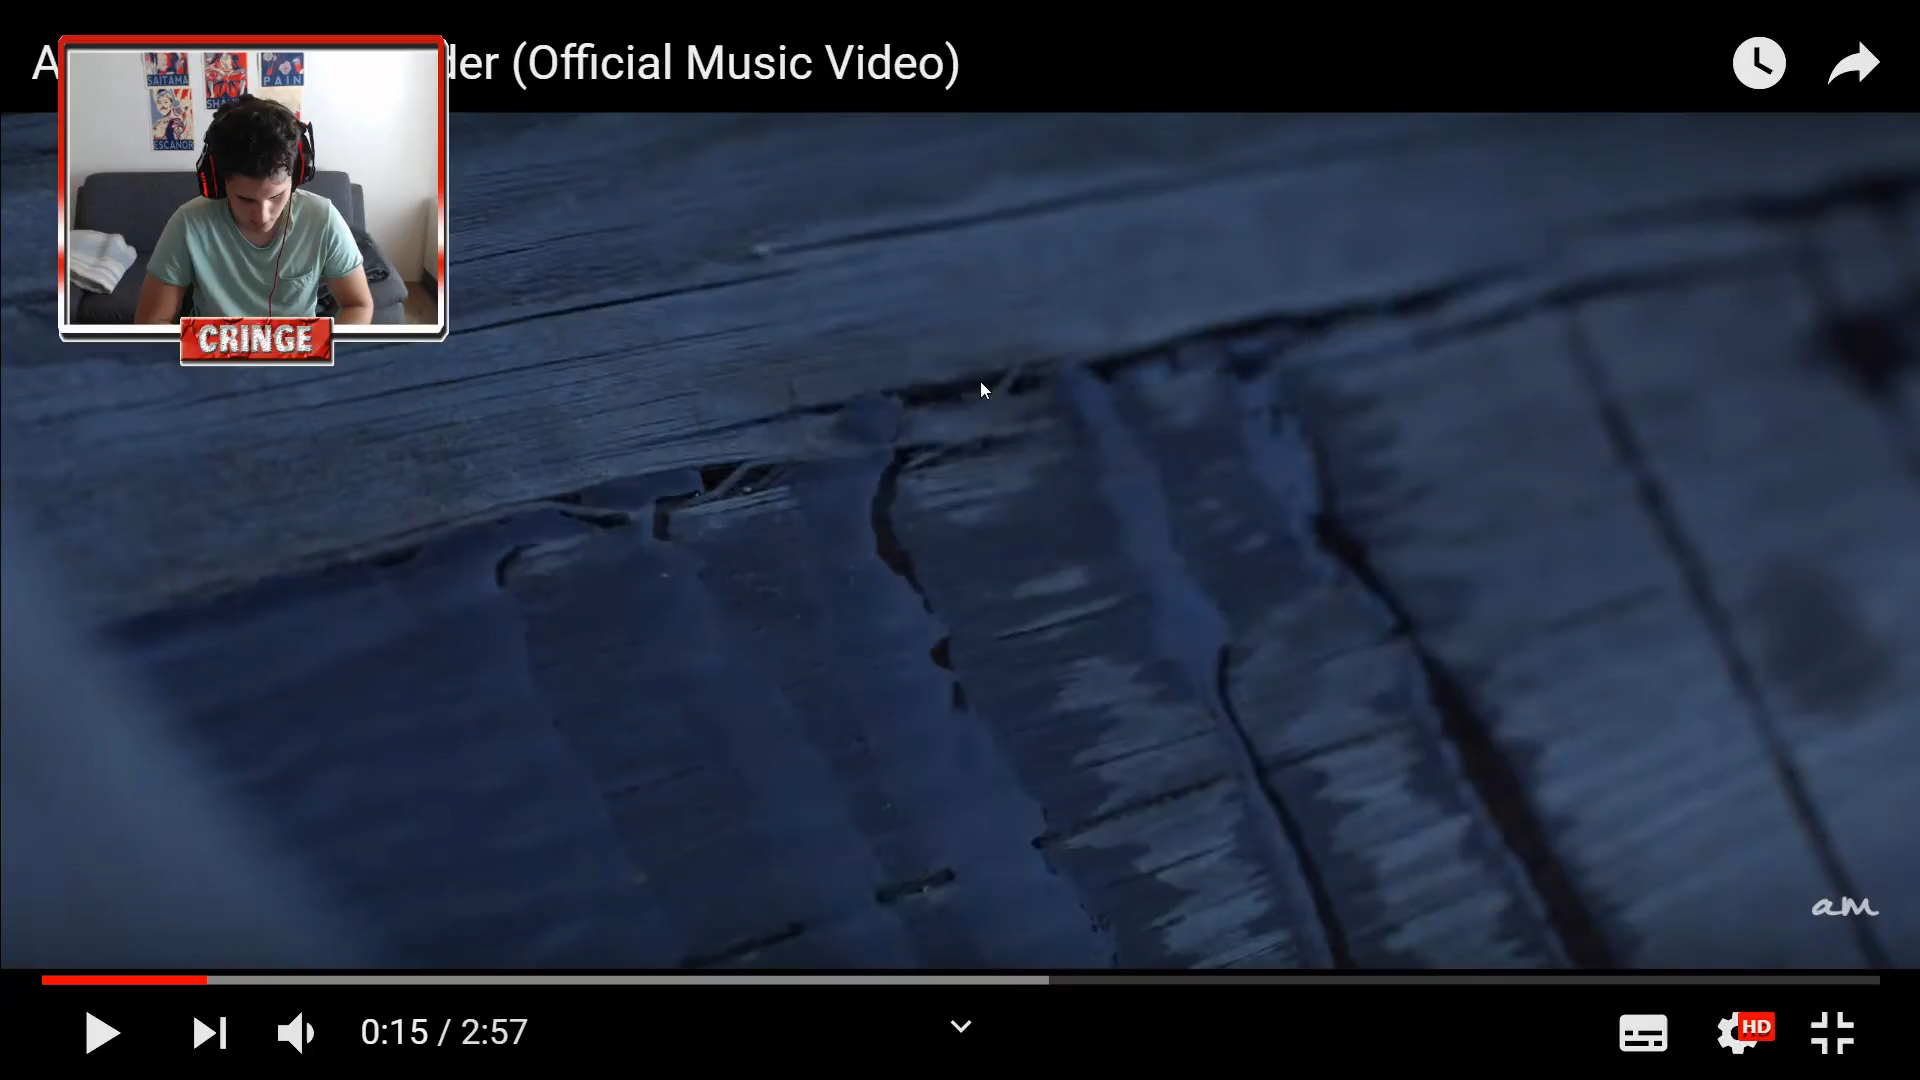 A
der (Official Music Video)
SAITAMA
PAIN
ESCANOR
CRINGE
am
0:15 / 2:57
HD